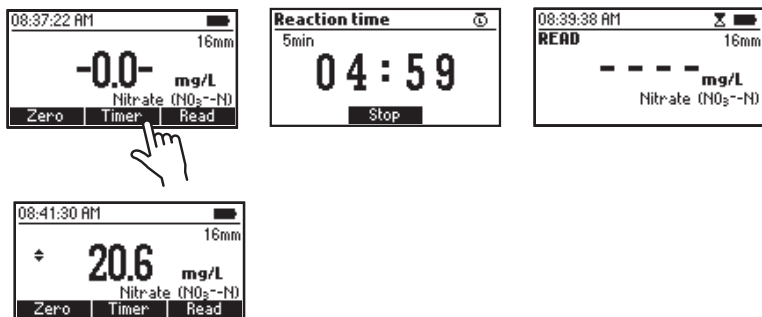 08:37:22 AM
16mm
-0.0- mg/L
Nitrate (NO₃⁻-N)
Zero Timer Read
Reaction time
5min
04:59
Stop
08:39:38 AM
READ 16mm
- - - - mg/L
Nitrate (NO₃⁻-N)
08:41:30 AM
16mm
20.6 mg/L
Nitrate (NO₃⁻-N)
Zero Timer Read